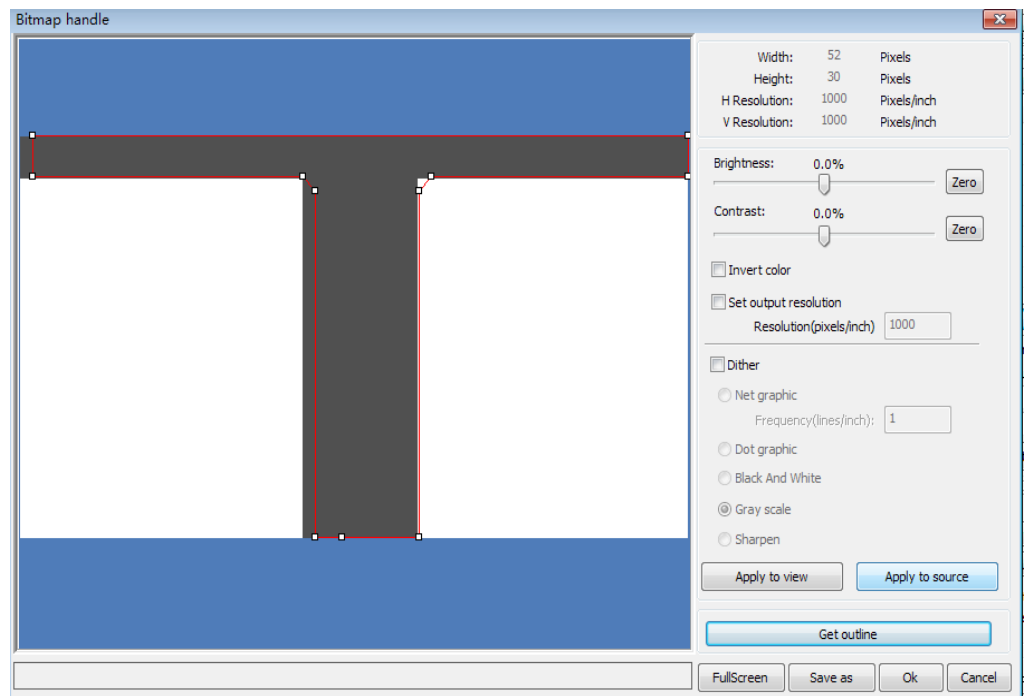 Bitmap handle
Width: 52 Pixels
Height: 30 Pixels
H Resolution: 1000 Pixels/inch
V Resolution: 1000 Pixels/inch
Brightness: 0.0%
Zero
Contrast: 0.0%
Zero
Invert color
Set output resolution
Resolution(pixels/inch) 1000
Dither
Net graphic
Frequency(lines/inch): 1
Dot graphic
Black And White
Gray scale
Sharpen
Apply to view Apply to source
Get outline
FullScreen Save as Ok Cancel